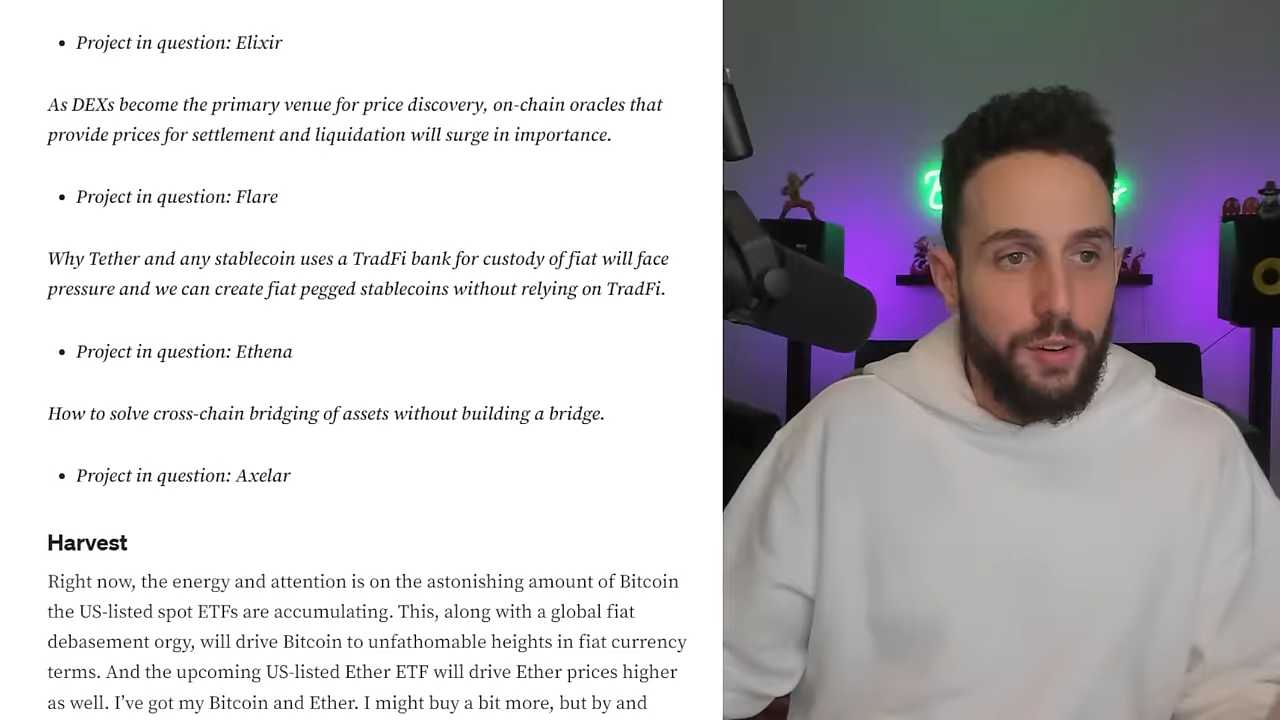 Project in question: Elixir
As DEXs become the primary venue for price discovery, on-chain oracles that
provide prices for settlement and liquidation will surge in importance.
Project in question: Flare
Why Tether and any stablecoin uses a TradFi bank for custody of fiat will face
pressure and we can create fiat pegged stablecoins without relying on TradFi.
Project in question: Ethena
How to solve cross-chain bridging of assets without building a bridge.
Project in question: Axelar
Harvest
Right now, the energy and attention is on the astonishing amount of Bitcoin
the US-listed spot ETFs are accumulating. This, along with a global fiat
debasement orgy, will drive Bitcoin to unfathomable heights in fiat currency
terms. And the upcoming US-listed Ether ETF will drive Ether prices higher
as well. I’ve got my Bitcoin and Ether. I might buy a bit more, but by and